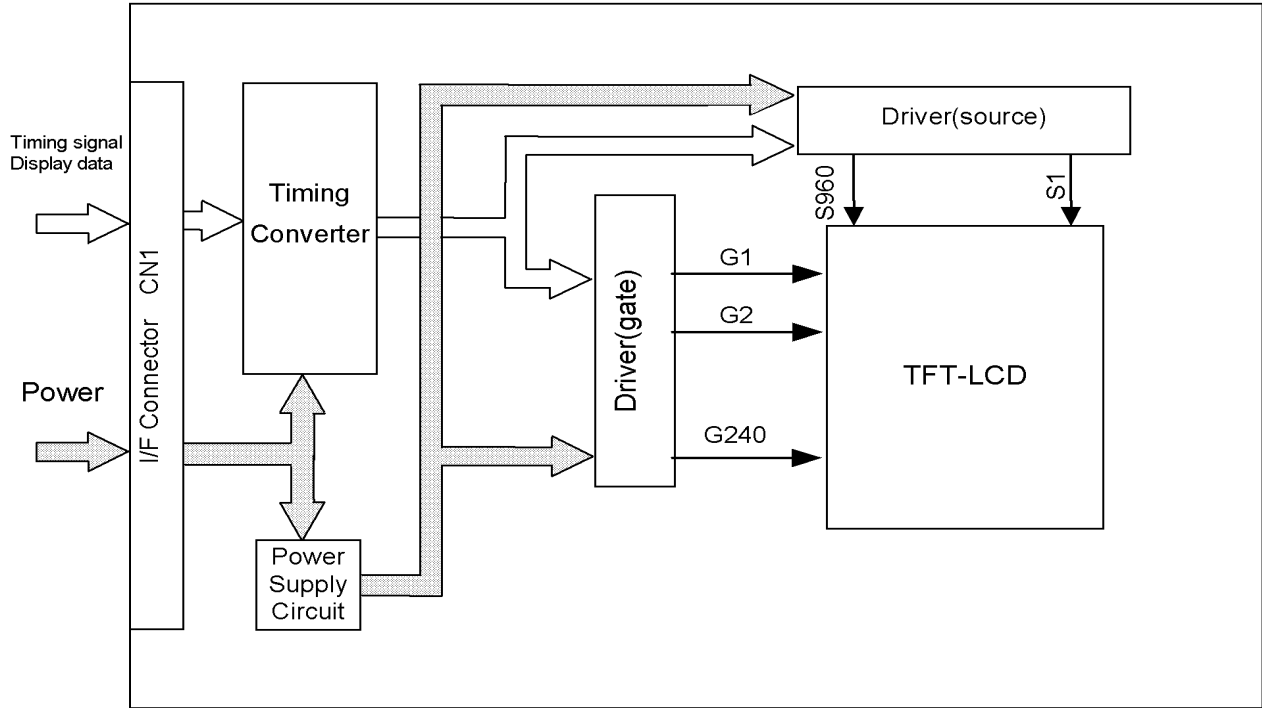 Timing signal
Display data
Power
I/F Connector CN1
Timing
Converter
Power
Supply
Circuit
Driver(source)
S960
S1
Driver(gate)
G1
G2
G240
TFT-LCD